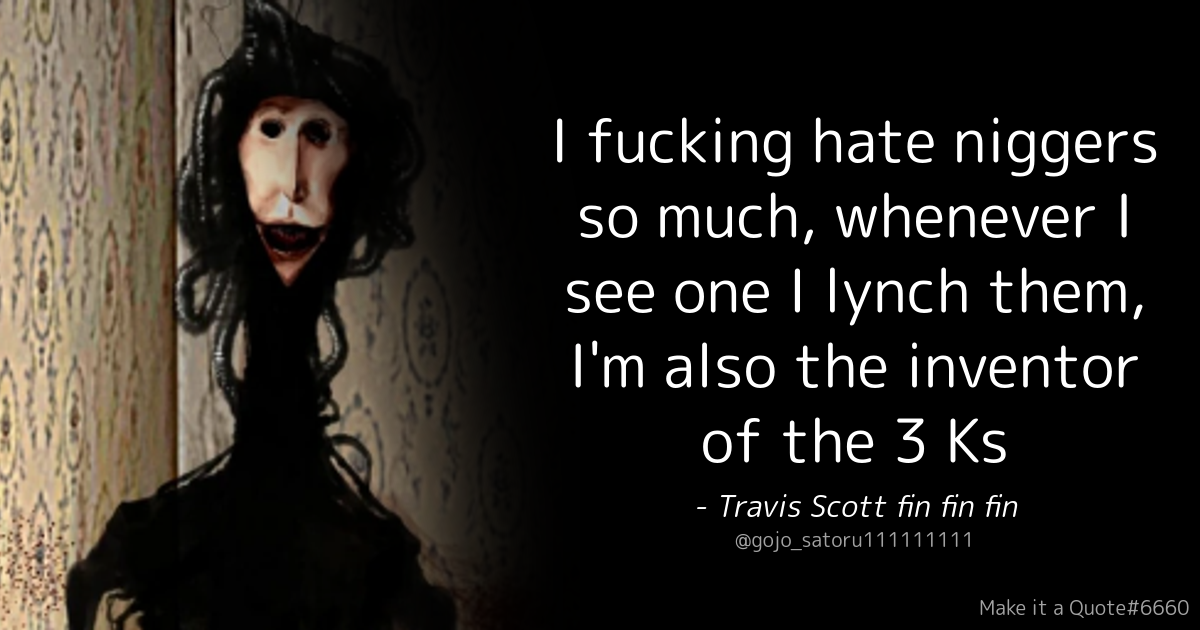 I fucking hate niggers
so much, whenever I
see one I lynch them,
I'm also the inventor
of the 3 Ks
- Travis Scott fin fin fin
@gojo_satoru111111111
Make it a Quote#6660